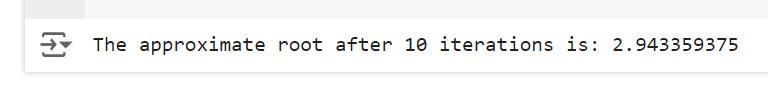 The approximate root after 10 iterations is: 2.943359375